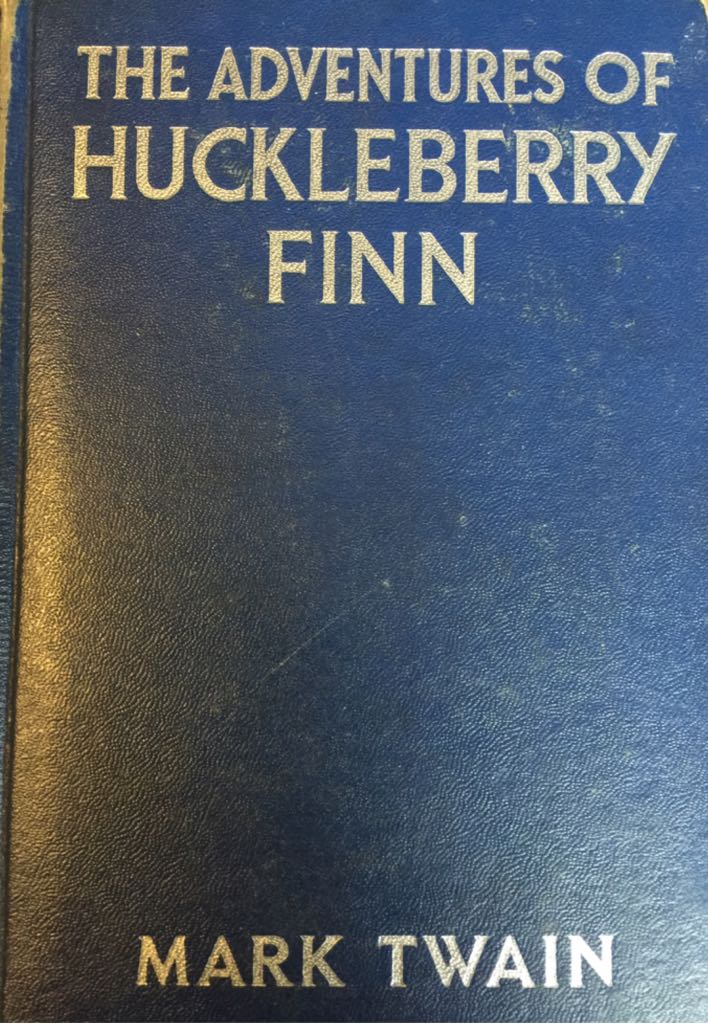 THE ADVENTURES OF
HUCKLEBERRY
FINN
MARK TWAIN